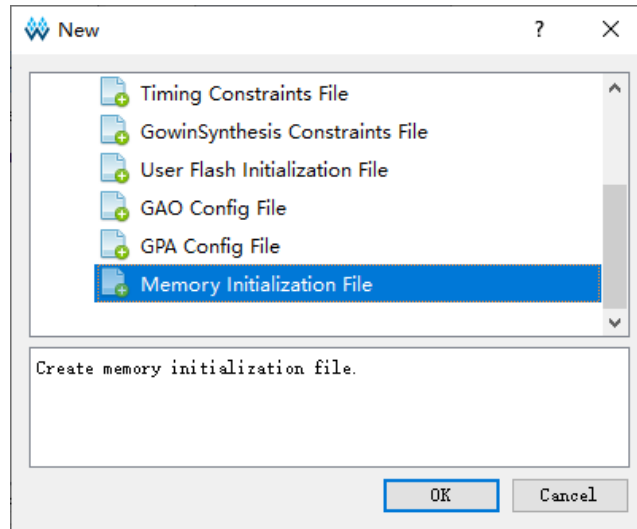 New
?
Timing Constraints File
GowinSynthesis Constraints File
User Flash Initialization File
GAO Config File
GPA Config File
Memory Initialization File
Create memory initialization file.
OK
Cancel